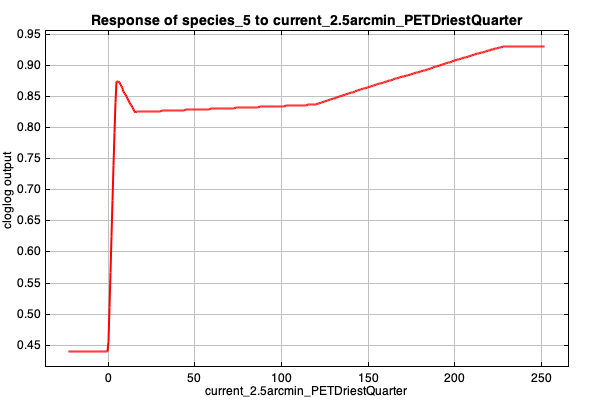 Response of species_5 to current_2.5arcmin_PETDriestQuarter
0.95
0.90
0.85
0.80
0.75
0.70
0.65
0.60
0.55
0.50
0.45
cloglog output
0 50 100 150 200 250
current_2.5arcmin_PETDriestQuarter